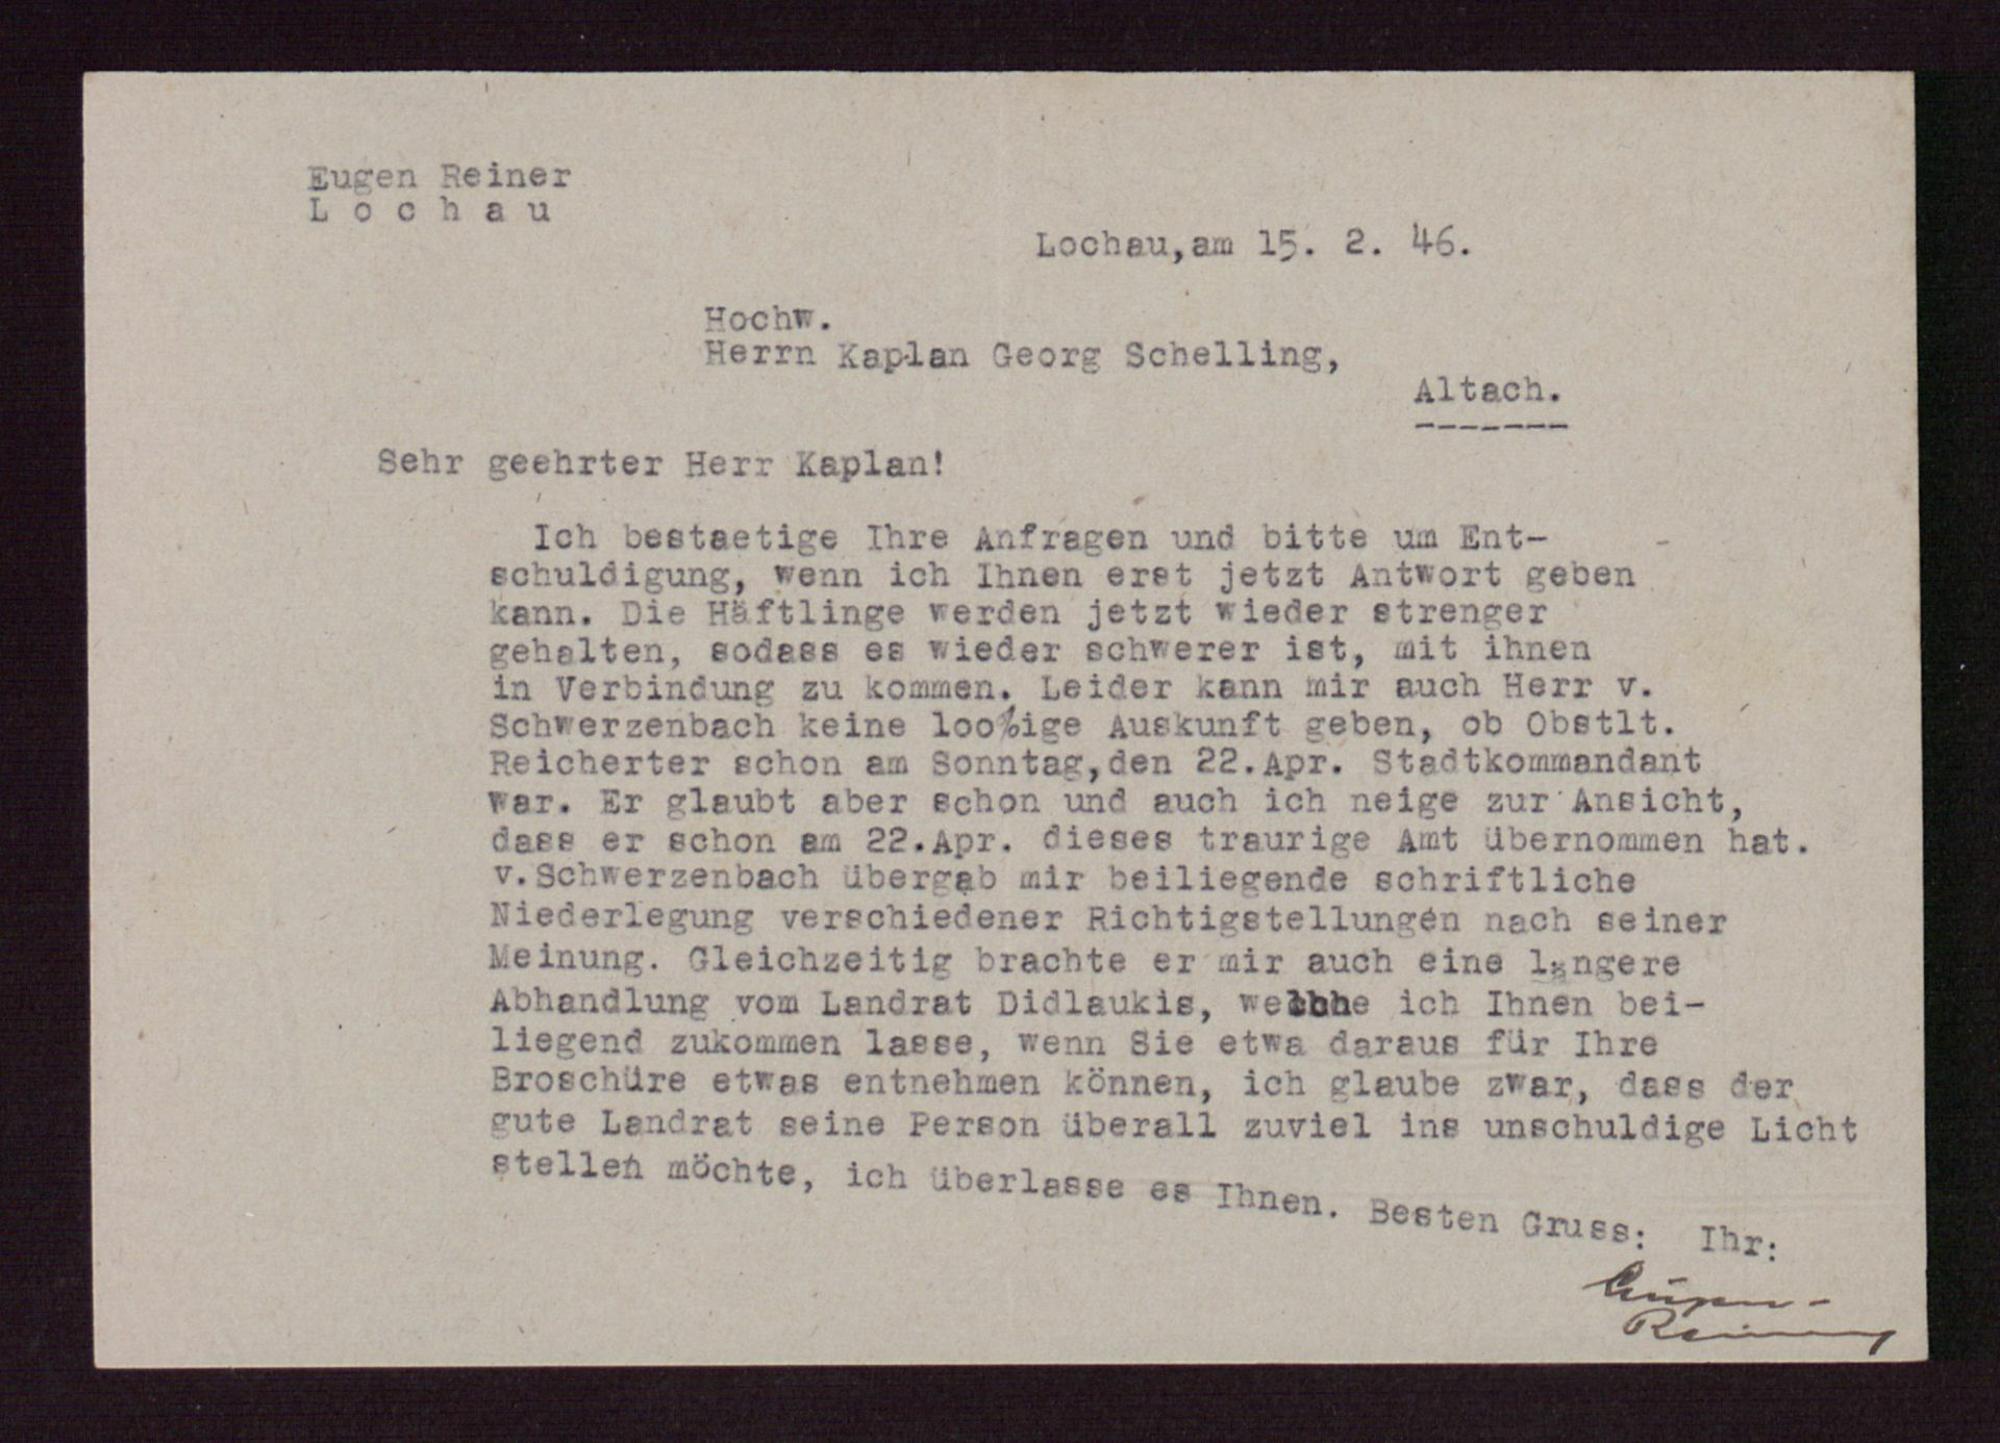 Eugen Reiner
L o c h a u
Lochau,am 15. 2. 46.
Hochw.
Herrn Kaplan Georg Schelling,
Altach.
-------
Sehr geehrter Herr Kaplan!
Ich bestaetige Ihre Anfragen und bitte um Ent-
schuldigung, wenn ich Ihnen erst jetzt Antwort geben
kann. Die Häftlinge werden jetzt wieder strenger
gehalten, sodass es wieder schwerer ist, mit ihnen
in Verbindung zu kommen. Leider kann mir auch Herr v.
Schwerzenbach keine loo%ige Auskunft geben, ob Obstlt.
Reicherter schon am Sonntag,den 22.Apr. Stadtkommandant
war. Er glaubt aber schon und auch ich neige zur Ansicht,
dass er schon am 22.Apr. dieses traurige Amt übernommen hat.
v.Schwerzenbach übergab mir beiliegende schriftliche
Niederlegung verschiedener Richtigstellungen nach seiner
Meinung. Gleichzeitig brachte er mir auch eine längere
Abhandlung vom Landrat Didlaukis, welche ich Ihnen bei-
liegend zukommen lasse, wenn Sie etwa daraus für Ihre
Broschüre etwas entnehmen können, ich glaube zwar, dass der
gute Landrat seine Person überall zuviel ins unschuldige Licht
stellen möchte, ich überlasse es Ihnen. Besten Gruss: Ihr:
Eugen
Reiner